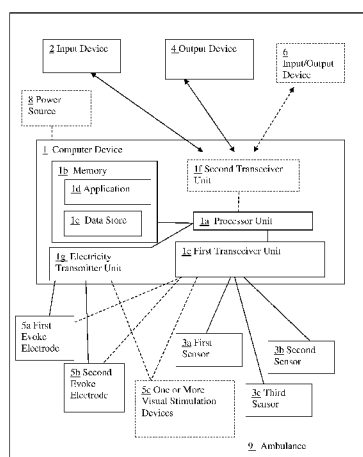 2 Input Device
4 Output Device
6
Input/Output
Device
8 Power
Source
1 Computer Device
1b Memory
1d Application
1c Data Store
1f Second Transceiver
Unit
1a Processor Unit
1g Electricity
Transmitter Unit
1e First Transceiver Unit
5a First
Evoke
Electrode
5b Second
Evoke
Electrode
5c One or More
Visual Stimulation
Devices
3a First
Sensor
3b Second
Sensor
3c Third
Sensor
9 Ambulance